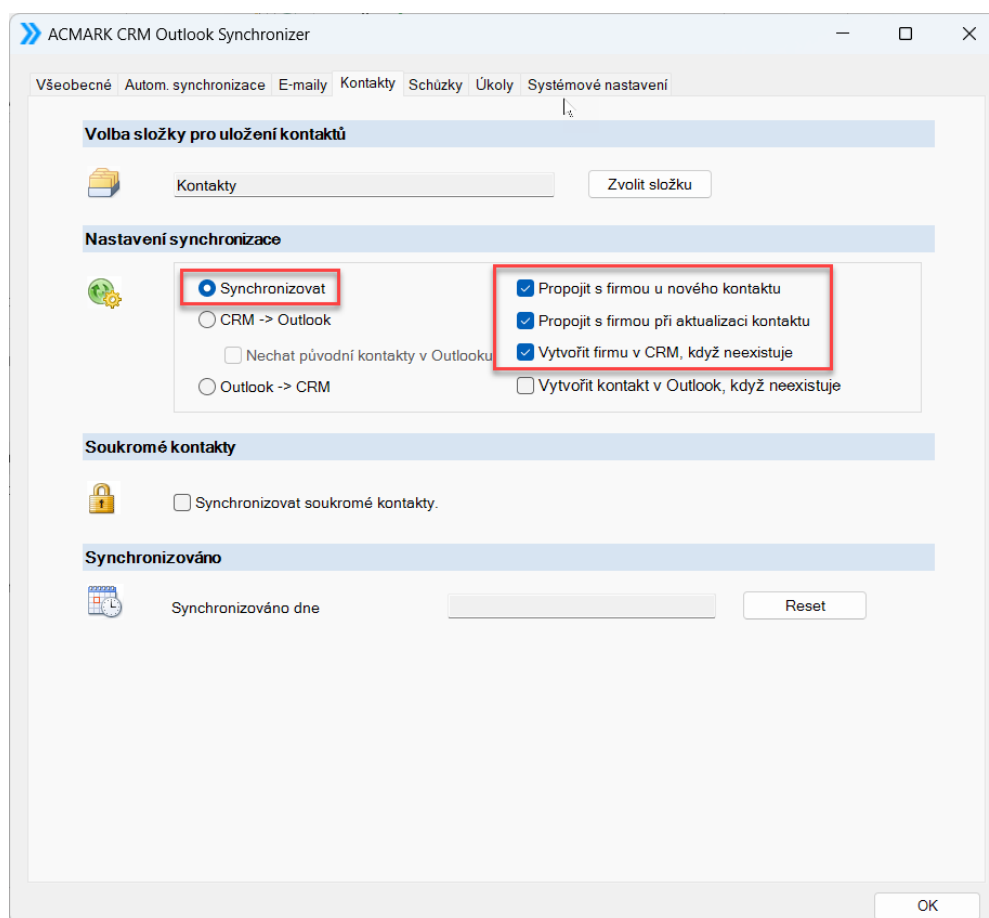 ACMARK CRM Outlook Synchronizer
Všeobecné Autom. synchronizace E-maily Kontakty Schůzky Úkoly Systémové nastavení
Volba složky pro uložení kontaktů
Kontakty Zvolit složku
Nastavení synchronizace
Synchronizovat Propojit s firmou u nového kontaktu
CRM -> Outlook Propojit s firmou při aktualizaci kontaktu
Nechat původní kontakty v Outlooku Vytvořit firmu v CRM, když neexistuje
Outlook -> CRM Vytvořit kontakt v Outlook, když neexistuje
Soukromé kontakty
Synchronizovat soukromé kontakty.
Synchronizováno
Synchronizováno dne Reset
OK